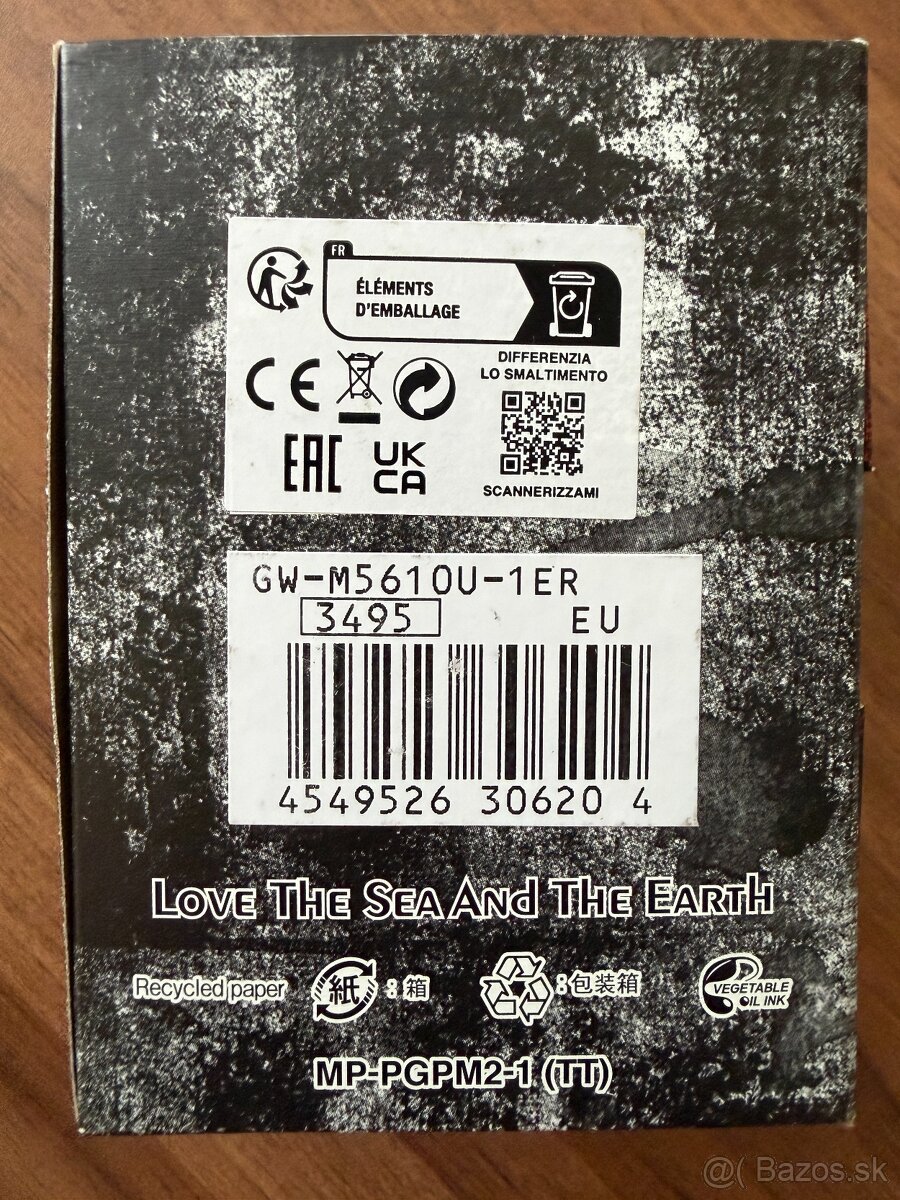 FR
ÉLÉMENTS
D'EMBALLAGE
DIFFERENZIA
LO SMALTIMENTO
CE
EAC
UK
CA
SCANNERIZZAMI
GW-M5610U-1ER
3495 EU
4549526 30620 4
LOVE THE SEA AND THE EARTH
Recycled paper 紙 : 箱 : 包装箱 VEGETABLE
OIL INK
MP-PGPM2-1 (TT)
@( Bazos.sk